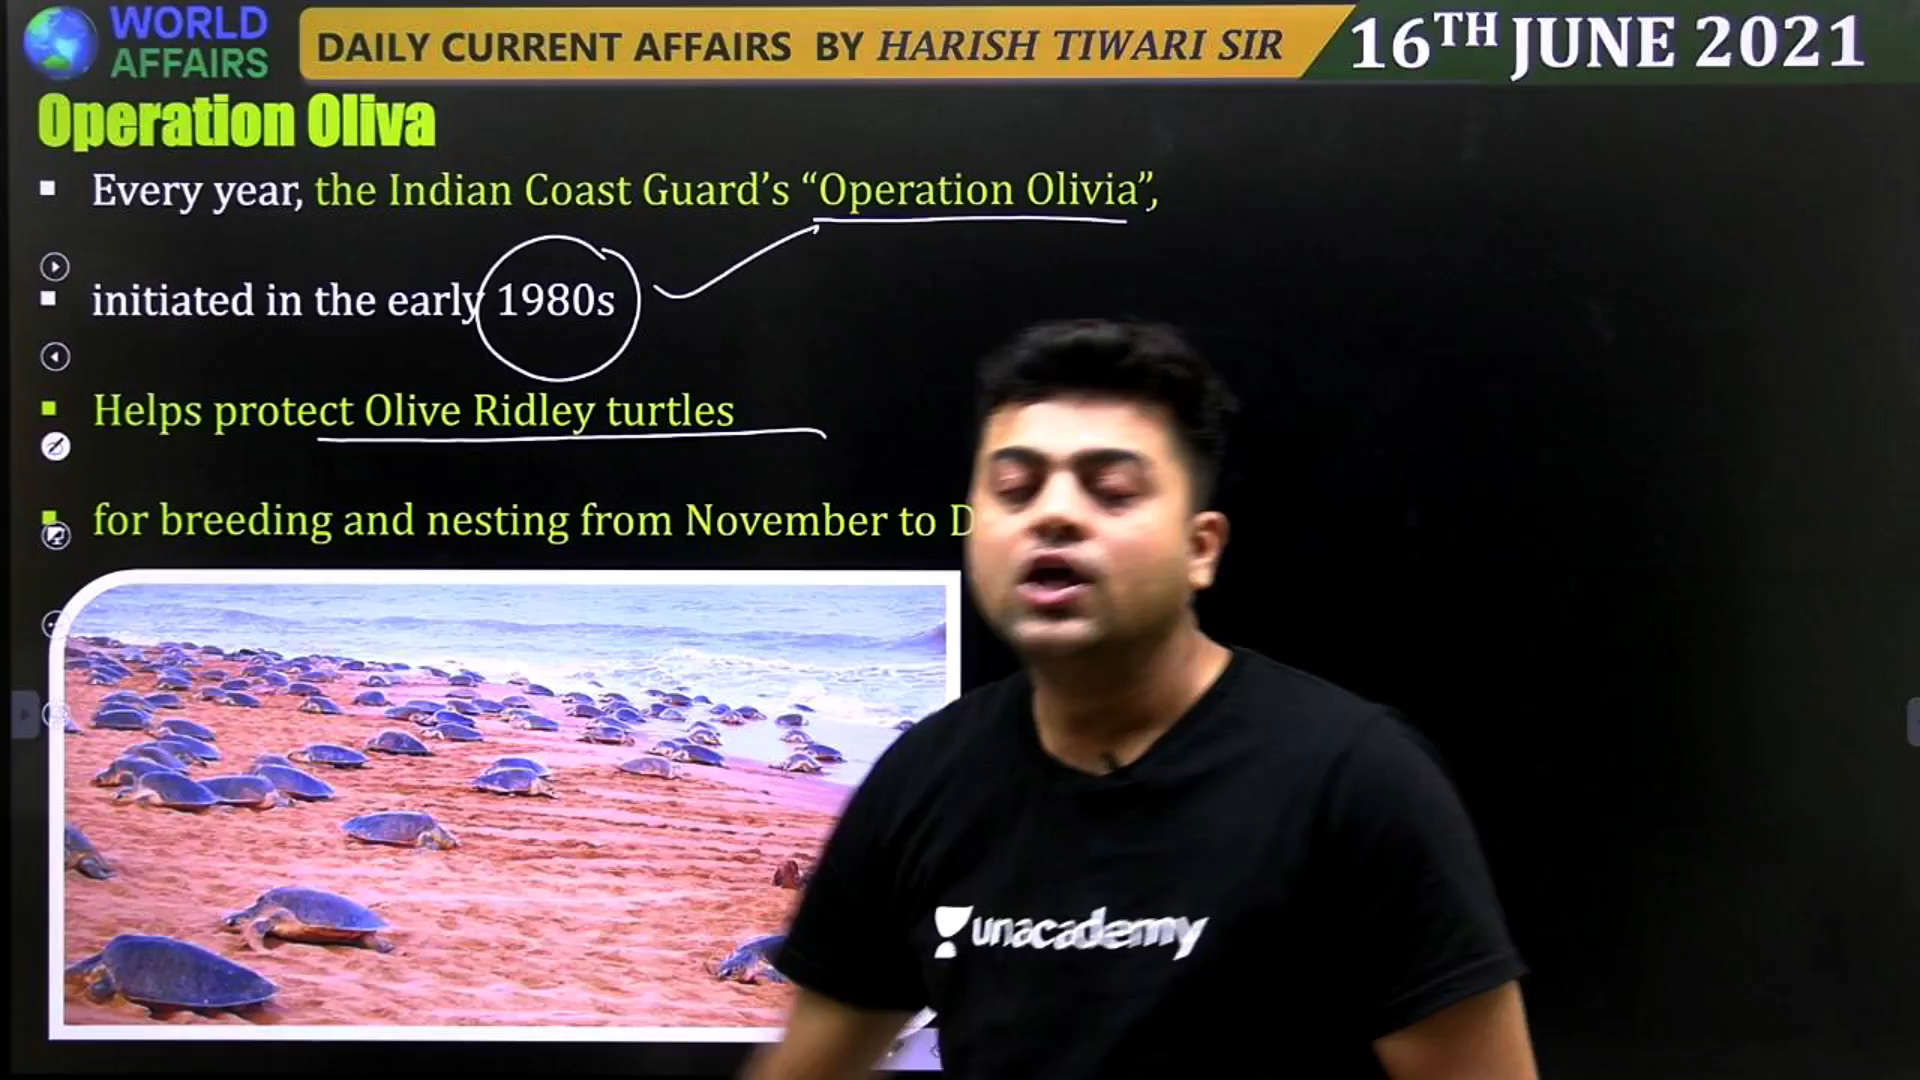 WORLD
AFFAIRS
DAILY CURRENT AFFAIRS BY HARISH TIWARI SIR
16TH JUNE 2021
Operation Oliva
Every year, the Indian Coast Guard's “Operation Olivia”,
initiated in the early 1980s
Helps protect Olive Ridley turtles
for breeding and nesting from November to
unacademy